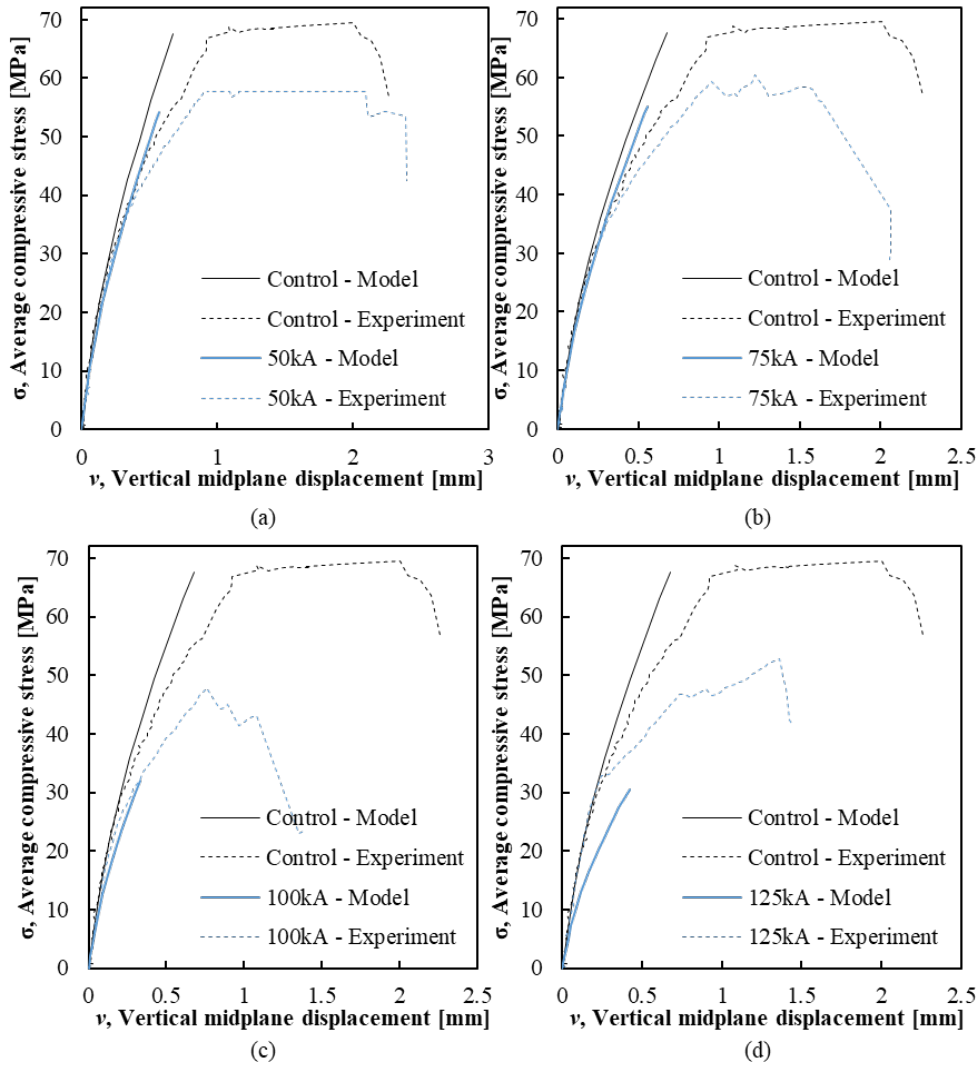 σ, Average compressive stress [MPa]
70
60
50
40
30
20
10
0
Control - Model
Control - Experiment
50kA - Model
50kA - Experiment
0 1 2 3
v, Vertical midplane displacement [mm]
(a)
σ, Average compressive stress [MPa]
70
60
50
40
30
20
10
0
Control - Model
Control - Experiment
75kA - Model
75kA - Experiment
0 0.5 1 1.5 2 2.5
v, Vertical midplane displacement [mm]
(b)
σ, Average compressive stress [MPa]
70
60
50
40
30
20
10
0
Control - Model
Control - Experiment
100kA - Model
100kA - Experiment
0 0.5 1 1.5 2 2.5
v, Vertical midplane displacement [mm]
(c)
σ, Average compressive stress [MPa]
70
60
50
40
30
20
10
0
Control - Model
Control - Experiment
125kA - Model
125kA - Experiment
0 0.5 1 1.5 2 2.5
v, Vertical midplane displacement [mm]
(d)